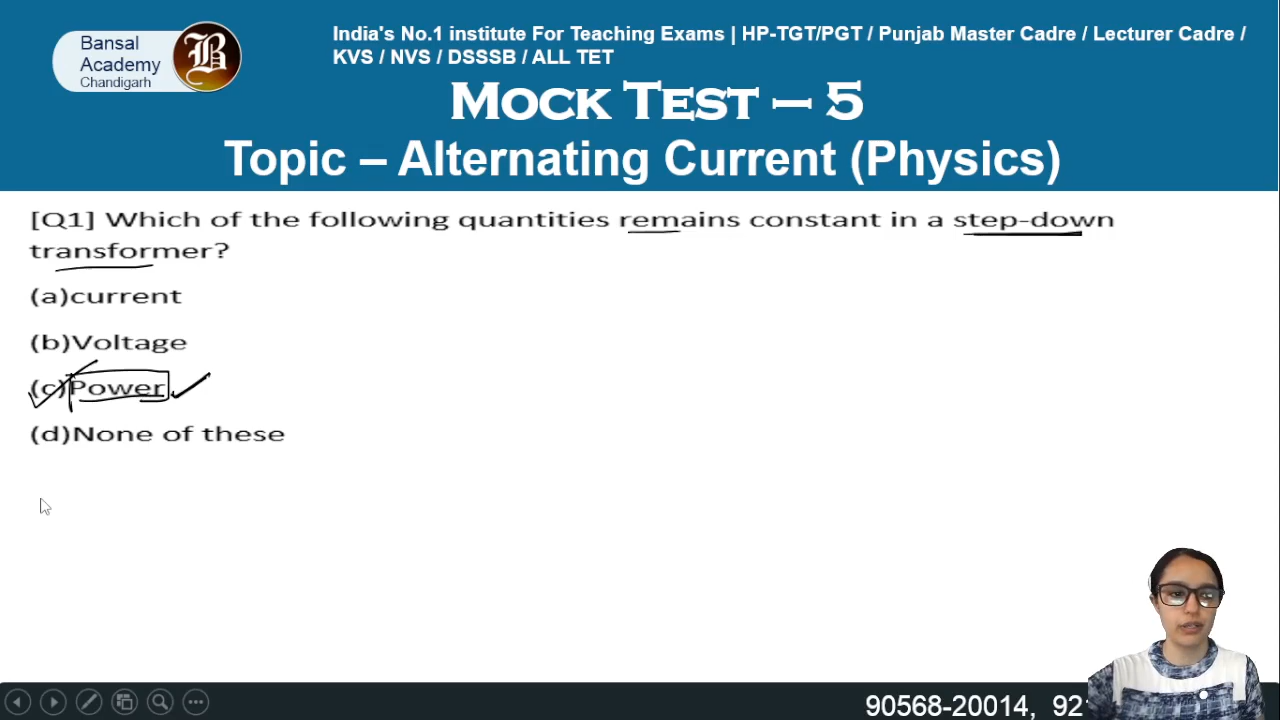 Bansal
Academy
Chandigarh
B
India's No.1 institute For Teaching Exams | HP-TGT/PGT / Punjab Master Cadre / Lecturer Cadre /
KVS / NVS / DSSSB / ALL TET
MOCK TEST – 5
Topic – Alternating Current (Physics)
[Q1] Which of the following quantities remains constant in a step-down
transformer?
(a)current
(b)Voltage
(c)Power
(d)None of these
90568-20014,